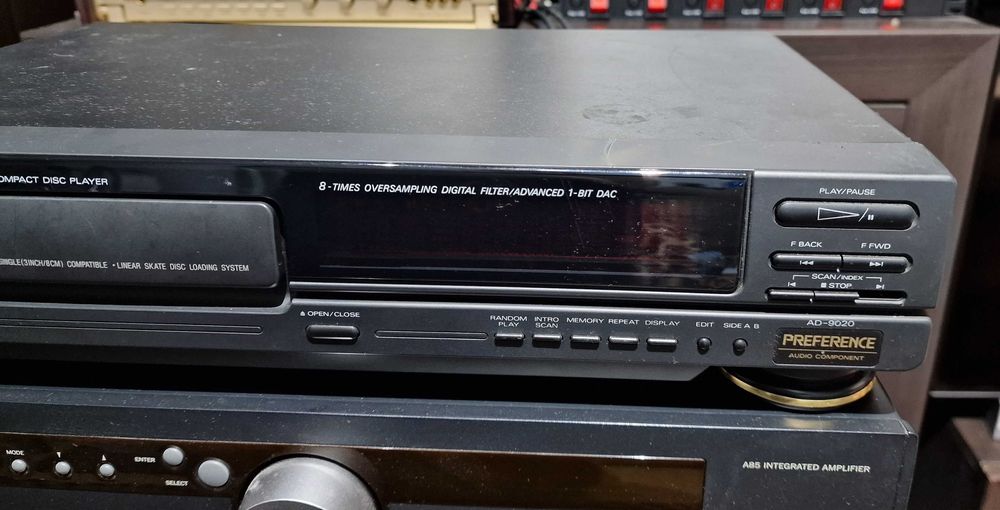 OMPACT DISC PLAYER
8-TIMES OVERSAMPLING DIGITAL FILTER/ADVANCED 1-BIT DAC
PLAY/PAUSE
F BACK F FWD
SCAN/INDEX
STOP
SINGLE(3INCH/8CM) COMPATIBLE • LINEAR SKATE DISC LOADING SYSTEM
OPEN/CLOSE
RANDOM PLAY
INTRO SCAN
MEMORY
REPEAT
DISPLAY
EDIT
SIDE A B
AD-9020
PREFERENCE
AUDIO COMPONENT
MODE
ENTER
SELECT
A85 INTEGRATED AMPLIFIER